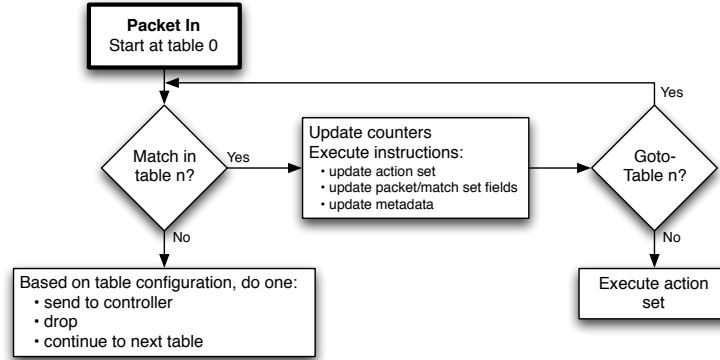 Packet In
Start at table 0
Yes
Match in
table n?
Yes
Update counters
Execute instructions:
• update action set
• update packet/match set fields
• update metadata
Goto-
Table n?
No
No
Based on table configuration, do one:
• send to controller
• drop
• continue to next table
Execute action
set